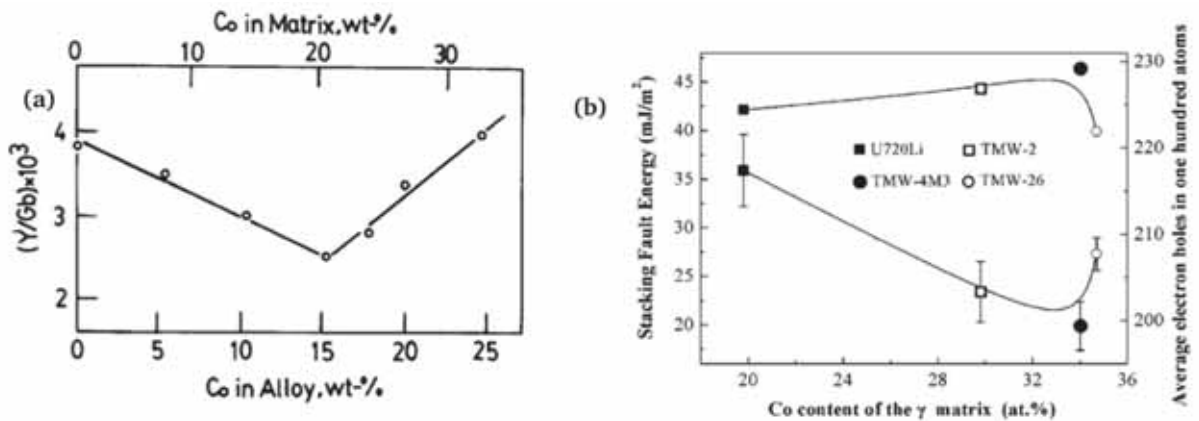 Co in Matrix, wt-%
0 10 20 30
(a)
(γ/Gb)×10³
4
3
2
0 5 10 15 20 25
Co in Alloy, wt-%
(b)
Stacking Fault Energy (mJ/m²)
45
40
35
30
25
20
U720Li TMW-2
TMW-4M3 TMW-26
230
220
210
200
Average electron holes in one hundred atoms
20 24 28 32 36
Co content of the γ matrix (at.%)